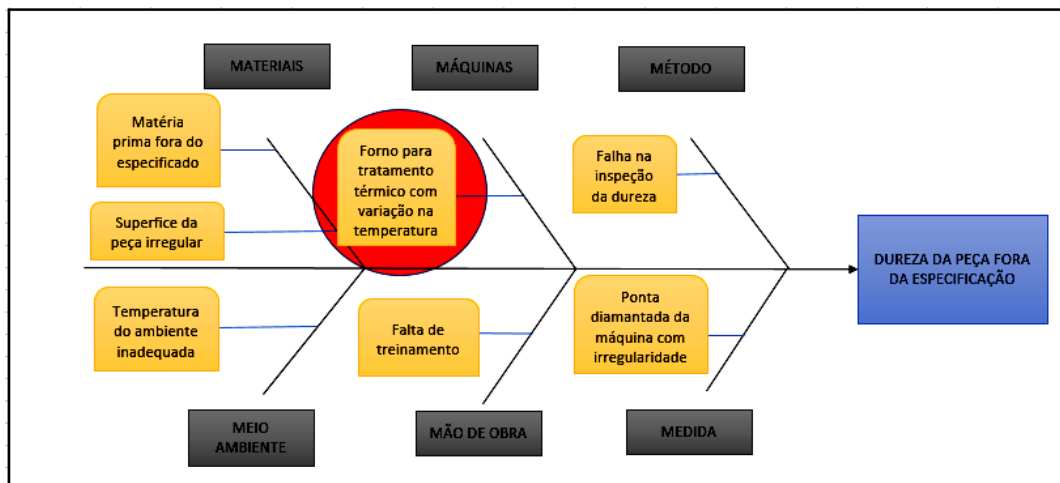 MATERIAIS
MÁQUINAS
MÉTODO
Matéria
prima fora do
especificado
Superfice da
peça irregular
Forno para
tratamento
térmico com
variação na
temperatura
Falha na
inspeção
da dureza
DUREZA DA PEÇA FORA
DA ESPECIFICAÇÃO
Temperatura
do ambiente
inadequada
Falta de
treinamento
Ponta
diamantada da
máquina com
irregularidade
MEIO
AMBIENTE
MÃO DE OBRA
MEDIDA